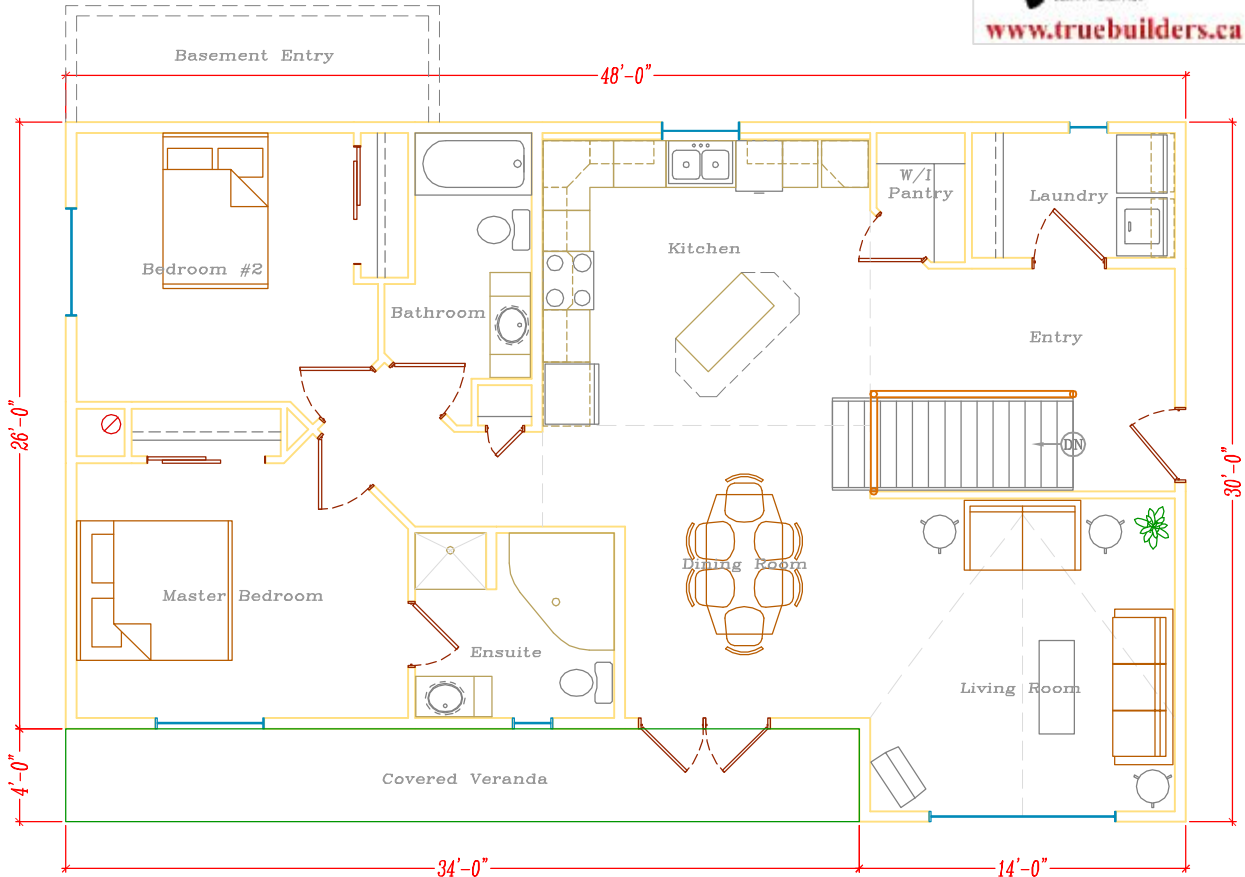 www.truebuilders.ca
Basement Entry
48'-0"
W/I
Pantry
Laundry
Kitchen
Bedroom #2
Bathroom
Entry
26'-0"
DN
30'-0"
Dining Room
Master Bedroom
Ensuite
Living Room
4'-0"
Covered Veranda
34'-0"
14'-0"